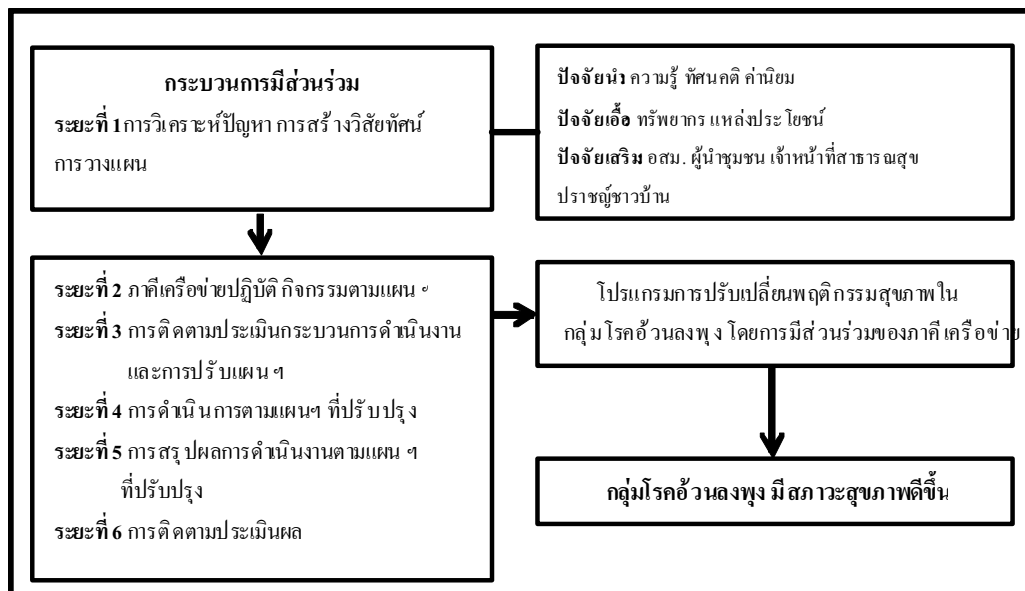 กระบวนการมีส่วนร่วม
ระยะที่ 1 การวิเคราะห์ปัญหา การสร้างวิสัยทัศน์
การวางแผน
ปัจจัยนำ ความรู้ ทัศนคติ ค่านิยม
ปัจจัยเอื้อ ทรัพยากร แหล่งประโยชน์
ปัจจัยเสริม อสม. ผู้นำชุมชน เจ้าหน้าที่สาธารณสุข
ปราชญ์ชาวบ้าน
ระยะที่ 2 ภาคีเครือข่ายปฏิบัติกิจกรรมตามแผน ฯ
ระยะที่ 3 การติดตามประเมินกระบวนการดำเนินงาน
และการปรับแผน ฯ
ระยะที่ 4 การดำเนินการตามแผนฯ ที่ปรับปรุง
ระยะที่ 5 การสรุปผลการดำเนินงานตามแผน ฯ
ที่ปรับปรุง
ระยะที่ 6 การติดตามประเมินผล
โปรแกรมการปรับเปลี่ยนพฤติกรรมสุขภาพใน
กลุ่มโรคอ้วนลงพุง โดยการมีส่วนร่วมของภาคีเครือข่าย
กลุ่มโรคอ้วนลงพุง มีสภาวะสุขภาพดีขึ้น